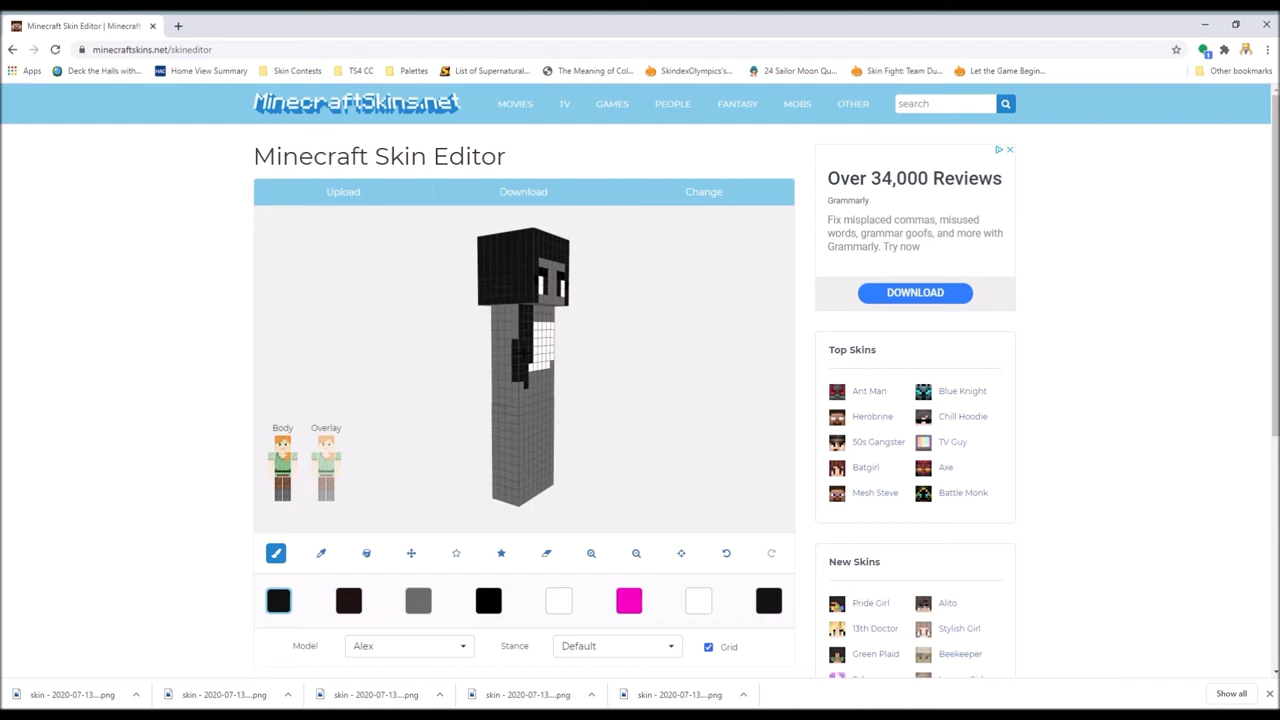 Minecraft Skin Editor | Minecraft
minecraftskins.net/skineditor
Apps
Deck the Halls with...
Home View Summary
Skin Contests
TS4 CC
Palettes
List of Supernatural...
The Meaning of Col...
SkindexOlympics's...
24 Sailor Moon Qu...
Skin Fight: Team Du...
Let the Game Begin...
Other bookmarks
MinecraftSkins.net
MOVIES
TV
GAMES
PEOPLE
FANTASY
MOBS
OTHER
search
Minecraft Skin Editor
Upload
Download
Change
Body
Overlay
Model
Alex
Stance
Default
Grid
Over 34,000 Reviews
Grammarly
Fix misplaced commas, misused
words, grammar goofs, and more with
Grammarly. Try now
DOWNLOAD
Top Skins
Ant Man
Blue Knight
Herobrine
Chill Hoodie
50s Gangster
TV Guy
Batgirl
Axe
Mesh Steve
Battle Monk
New Skins
Pride Girl
Alito
13th Doctor
Stylish Girl
Green Plaid
Beekeeper
skin - 2020-07-13....png
skin - 2020-07-13....png
skin - 2020-07-13....png
skin - 2020-07-13....png
skin - 2020-07-13....png
Show all